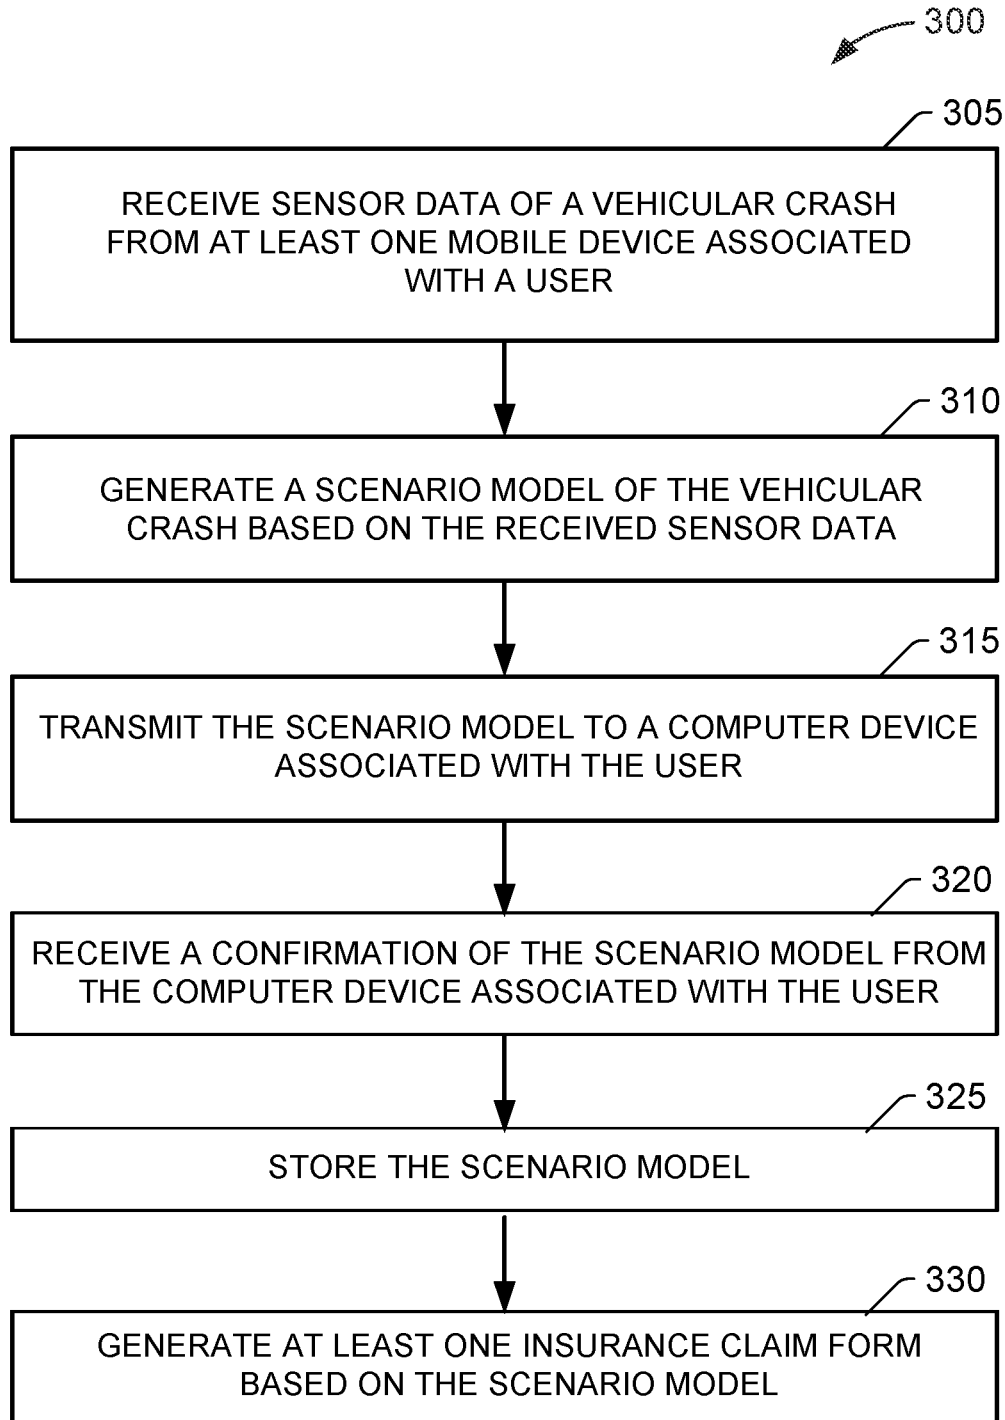 300
305
RECEIVE SENSOR DATA OF A VEHICULAR CRASH
FROM AT LEAST ONE MOBILE DEVICE ASSOCIATED
WITH A USER
310
GENERATE A SCENARIO MODEL OF THE VEHICULAR
CRASH BASED ON THE RECEIVED SENSOR DATA
315
TRANSMIT THE SCENARIO MODEL TO A COMPUTER DEVICE
ASSOCIATED WITH THE USER
320
RECEIVE A CONFIRMATION OF THE SCENARIO MODEL FROM
THE COMPUTER DEVICE ASSOCIATED WITH THE USER
325
STORE THE SCENARIO MODEL
330
GENERATE AT LEAST ONE INSURANCE CLAIM FORM
BASED ON THE SCENARIO MODEL